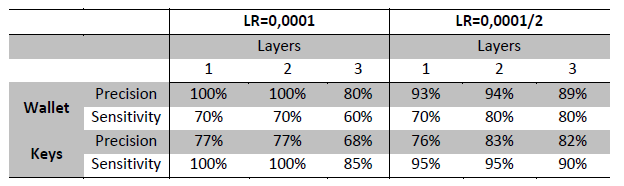 LR=0,0001 LR=0,0001/2
Layers Layers
1 2 3 1 2 3
Wallet Precision 100% 100% 80% 93% 94% 89%
Sensitivity 70% 70% 60% 70% 80% 80%
Keys Precision 77% 77% 68% 76% 83% 82%
Sensitivity 100% 100% 85% 95% 95% 90%